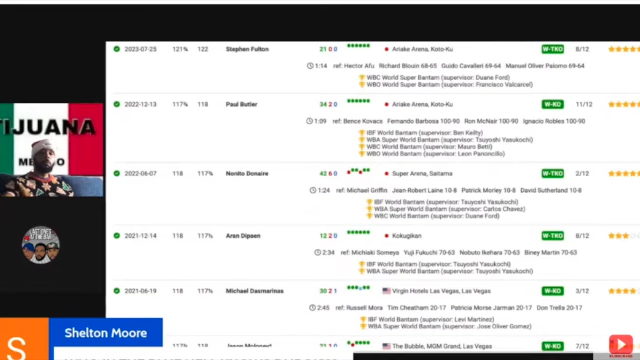 2023-07-25 121% 122 Stephen Fulton 21 0 0 Ariake Arena, Koto-Ku W-TKO 8/12
1:14 ref: Hector Afu Richard Blouin 68-65 Guido Cavalleri 69-64 Manuel Oliver Palomo 69-64
WBC World Super Bantam (supervisor: Duane Ford)
WBO World Super Bantam (supervisor: Francisco Valcarcel)
2022-12-13 117¾ 118 Paul Butler 34 2 0 Ariake Arena, Koto-Ku W-KO 11/12
1:09 ref: Bence Kovacs Fernando Barbosa 100-90 Ron McNair 100-90 Ignacio Robles 100-90
IBF World Bantam (supervisor: Ben Keilty)
WBA Super World Bantam (supervisor: Tsuyoshi Yasukochi)
WBC World Bantam (supervisor: Mauro Betti)
WBO World Bantam (supervisor: Leon Panoncillo)
2022-06-07 118 117¾ Nonito Donaire 42 6 0 Super Arena, Saitama W-TKO 2/12
1:24 ref: Michael Griffin Jean-Robert Laine 10-8 Patrick Morley 10-8 David Sutherland 10-8
IBF World Bantam (supervisor: Tsuyoshi Yasukochi)
WBA Super World Bantam (supervisor: Carlos Chavez)
WBC World Bantam (supervisor: Duane Ford)
2021-12-14 118 117¾ Aran Dipaen 12 2 0 Kokugikan W-TKO 8/12
2:34 ref: Michiaki Someya Yuji Fukuchi 70-63 Nobuto Ikehara 70-63 Biney Martin 70-63
IBF World Bantam (supervisor: Tsuyoshi Yasukochi)
WBA Super World Bantam (supervisor: Tsuyoshi Yasukochi)
2021-06-19 118 117¾ Michael Dasmarinas 30 2 1 Virgin Hotels Las Vegas, Las Vegas W-KO 3/12
2:45 ref: Russell Mora Tim Cheatham 20-17 Patricia Morse Jarman 20-17 Don Trella 20-17
IBF World Bantam (supervisor: Levi Martinez)
WBA Super World Bantam (supervisor: Jose Oliver Gomez)
The Bubble, MGM Grand, Las Vegas W-KO 7/12
TIJUANA
Shelton Moore
S